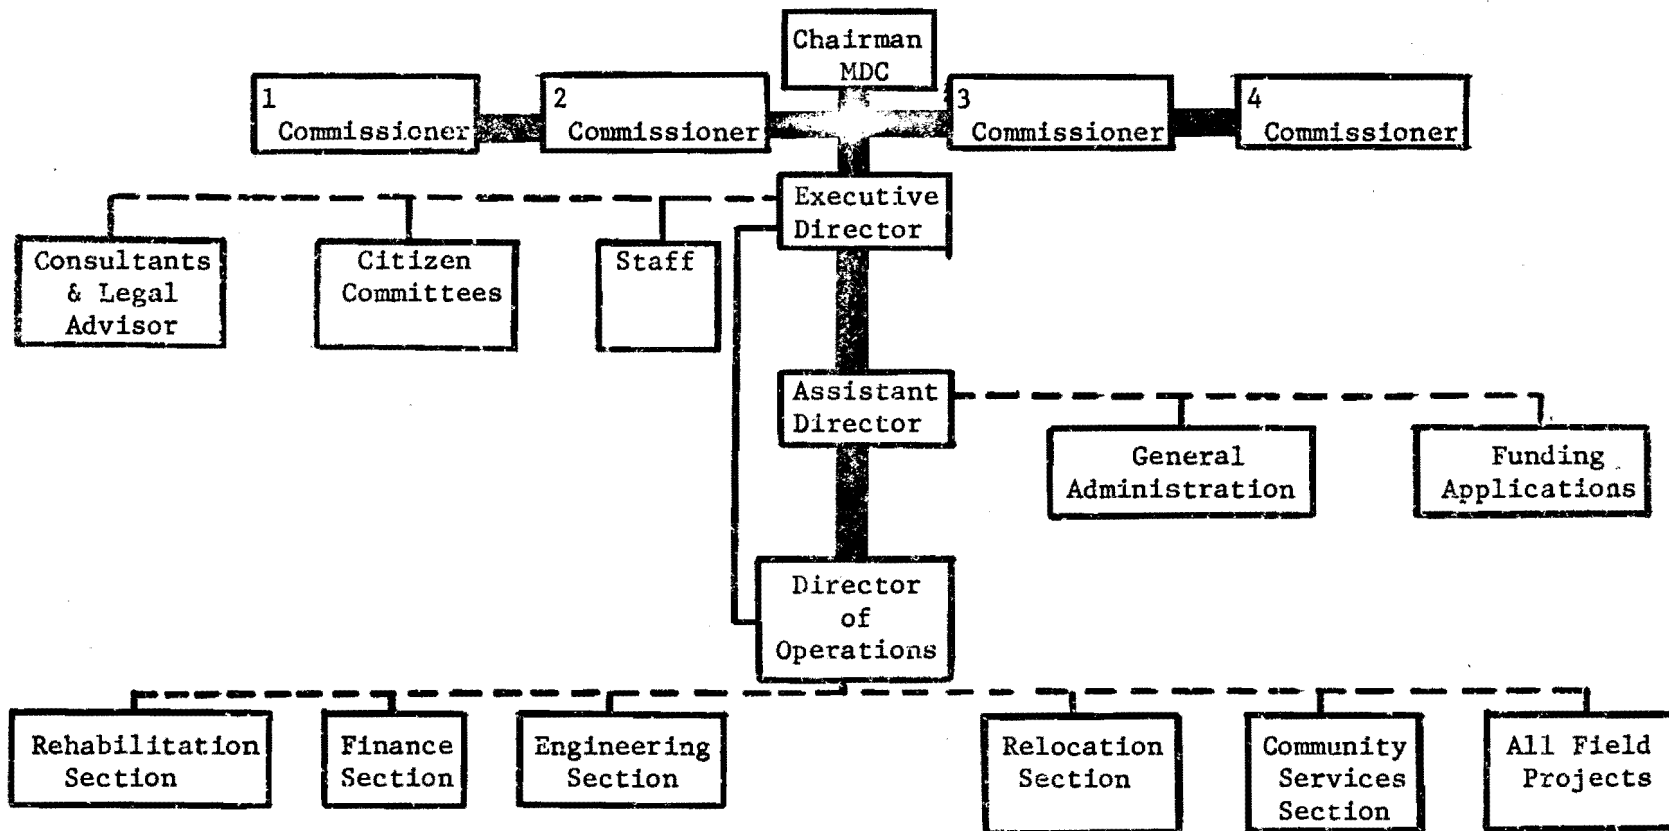 Chairman
MDC
1
Commissioner
2
Commissioner
3
Commissioner
4
Commissioner
Executive
Director
Consultants
& Legal
Advisor
Citizen
Committees
Staff
Assistant
Director
General
Administration
Funding
Applications
Director
of
Operations
Rehabilitation
Section
Finance
Section
Engineering
Section
Relocation
Section
Community
Services
Section
All Field
Projects